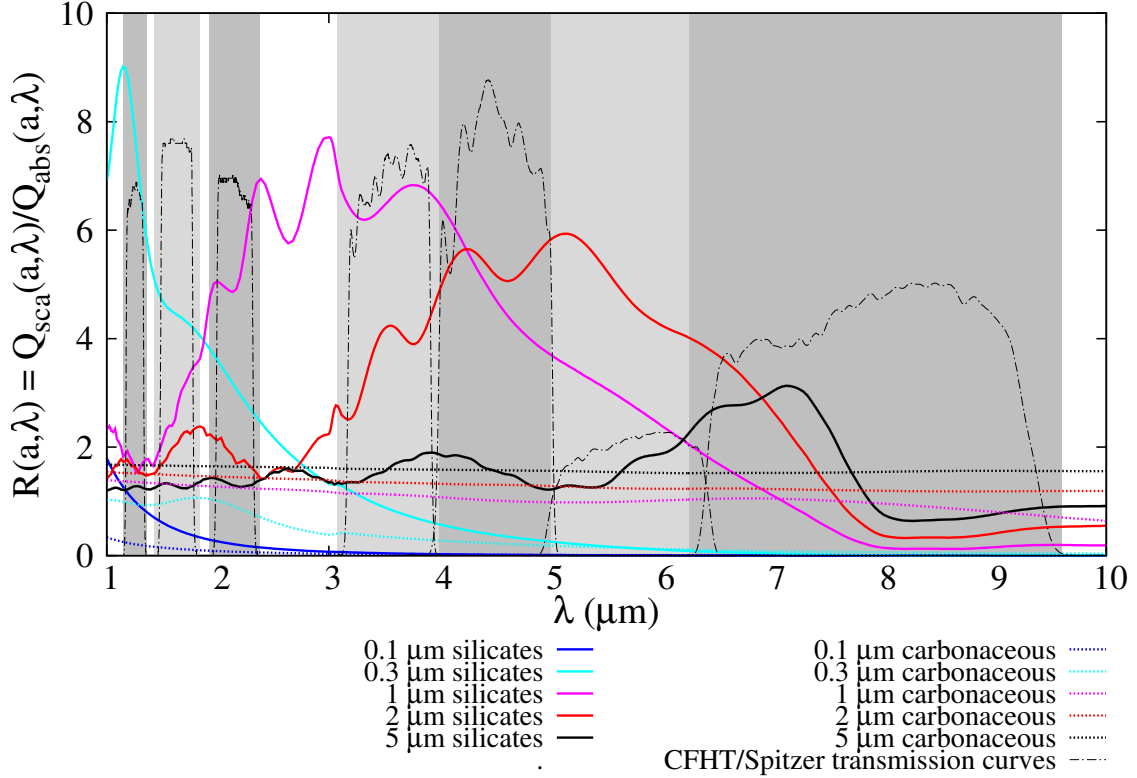 R(a,λ) = Q_sca(a,λ)/Q_abs(a,λ)
10
8
6
4
2
0
1 2 3 4 5 6 7 8 9 10
λ (μm)
0.1 μm silicates
0.3 μm silicates
1 μm silicates
2 μm silicates
5 μm silicates
.
0.1 μm carbonaceous
0.3 μm carbonaceous
1 μm carbonaceous
2 μm carbonaceous
5 μm carbonaceous
CFHT/Spitzer transmission curves